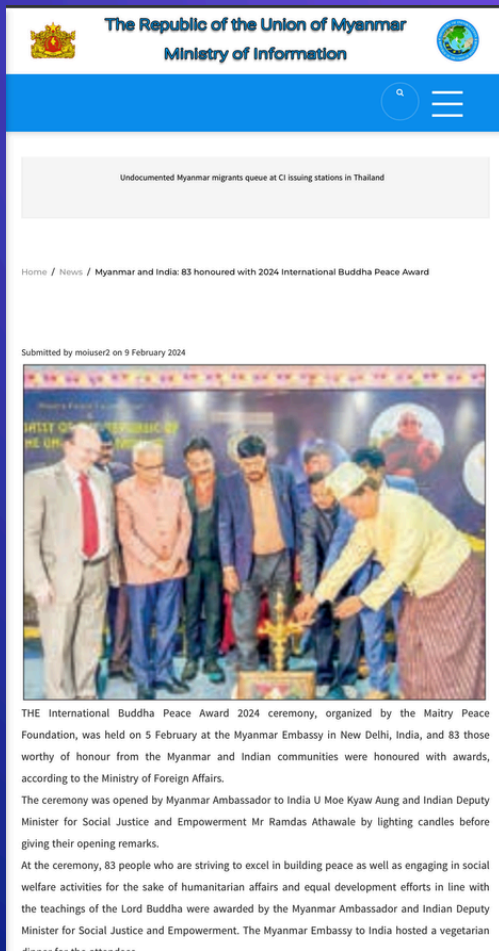 The Republic of the Union of Myanmar
Ministry of Information
Undocumented Myanmar migrants queue at CI issuing stations in Thailand
Home / News / Myanmar and India: 83 honoured with 2024 International Buddha Peace Award
Submitted by moiuser2 on 9 February 2024
THE International Buddha Peace Award 2024 ceremony, organized by the Maitry Peace
Foundation, was held on 5 February at the Myanmar Embassy in New Delhi, India, and 83 those
worthy of honour from the Myanmar and Indian communities were honoured with awards,
according to the Ministry of Foreign Affairs.
The ceremony was opened by Myanmar Ambassador to India U Moe Kyaw Aung and Indian Deputy
Minister for Social Justice and Empowerment Mr Ramdas Athawale by lighting candles before
giving their opening remarks.
At the ceremony, 83 people who are striving to excel in building peace as well as engaging in social
welfare activities for the sake of humanitarian affairs and equal development efforts in line with
the teachings of the Lord Buddha were awarded by the Myanmar Ambassador and Indian Deputy
Minister for Social Justice and Empowerment. The Myanmar Embassy to India hosted a vegetarian
dinner for the attendees